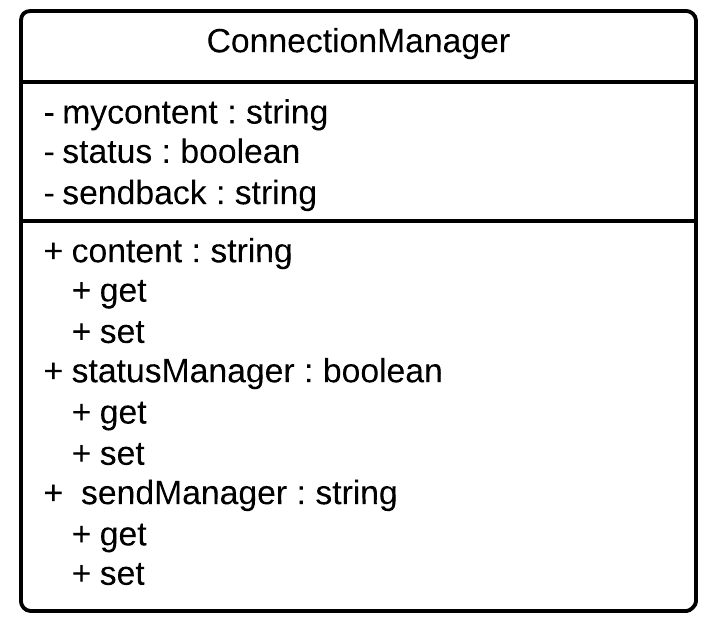 ConnectionManager
- mycontent : string
- status : boolean
- sendback : string
+ content : string
+ get
+ set
+ statusManager : boolean
+ get
+ set
+ sendManager : string
+ get
+ set